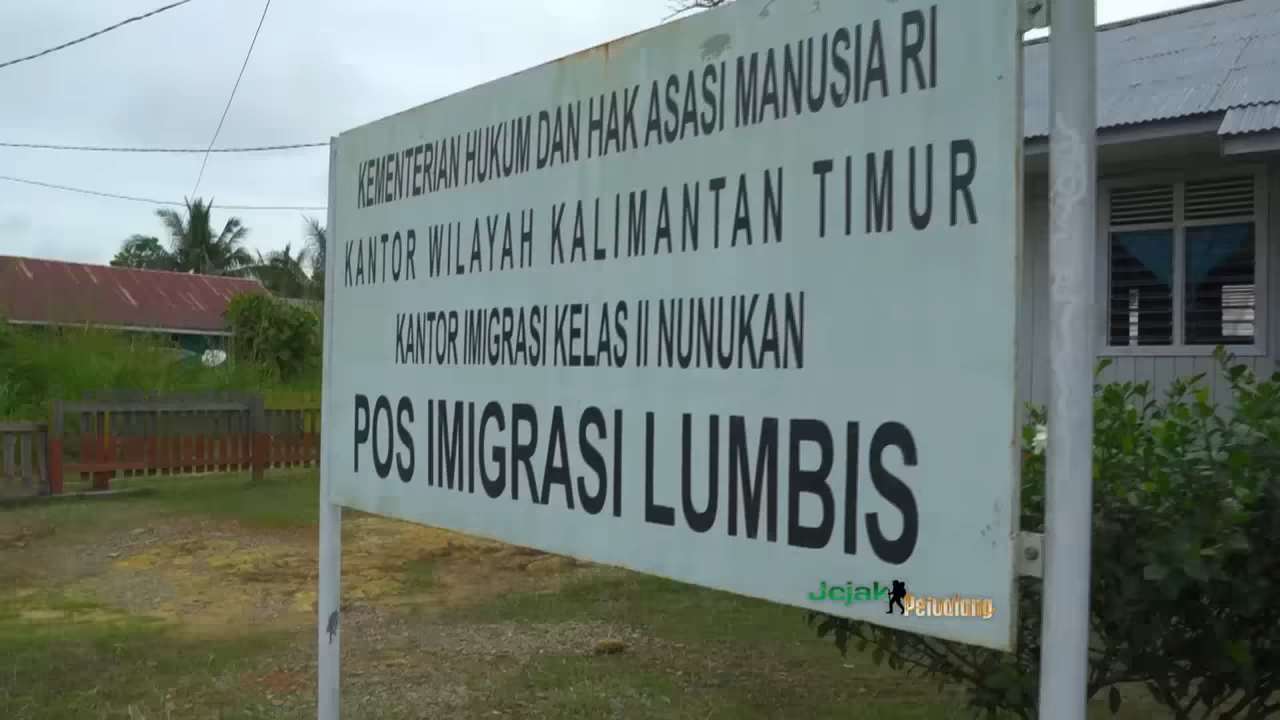 KEMENTERIAN HUKUM DAN HAK ASASI MANUSIA RI
KANTOR WILAYAH KALIMANTAN TIMUR
KANTOR IMIGRASI KELAS II NUNUKAN
POS IMIGRASI LUMBIS
Jejak Petualang